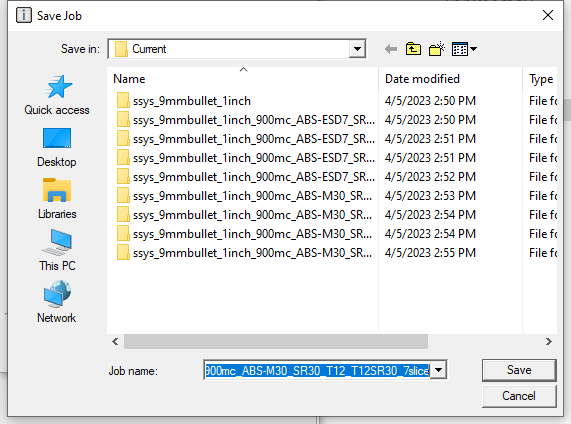 Save Job
Save in: Current
Name Date modified Type
ssys_9mmbullet_1inch 4/5/2023 2:50 PM File fo
ssys_9mmbullet_1inch_900mc_ABS-ESD7_SR... 4/5/2023 2:50 PM File fo
ssys_9mmbullet_1inch_900mc_ABS-ESD7_SR... 4/5/2023 2:51 PM File fo
ssys_9mmbullet_1inch_900mc_ABS-ESD7_SR... 4/5/2023 2:51 PM File fo
ssys_9mmbullet_1inch_900mc_ABS-ESD7_SR... 4/5/2023 2:52 PM File fo
ssys_9mmbullet_1inch_900mc_ABS-M30_SR... 4/5/2023 2:53 PM File fo
ssys_9mmbullet_1inch_900mc_ABS-M30_SR... 4/5/2023 2:54 PM File fo
ssys_9mmbullet_1inch_900mc_ABS-M30_SR... 4/5/2023 2:54 PM File fo
ssys_9mmbullet_1inch_900mc_ABS-M30_SR... 4/5/2023 2:55 PM File fo
Quick access
Desktop
Libraries
This PC
Network
Job name: 900mc_ABS-M30_SR30_T12_T12SR30_7slice Save
Cancel